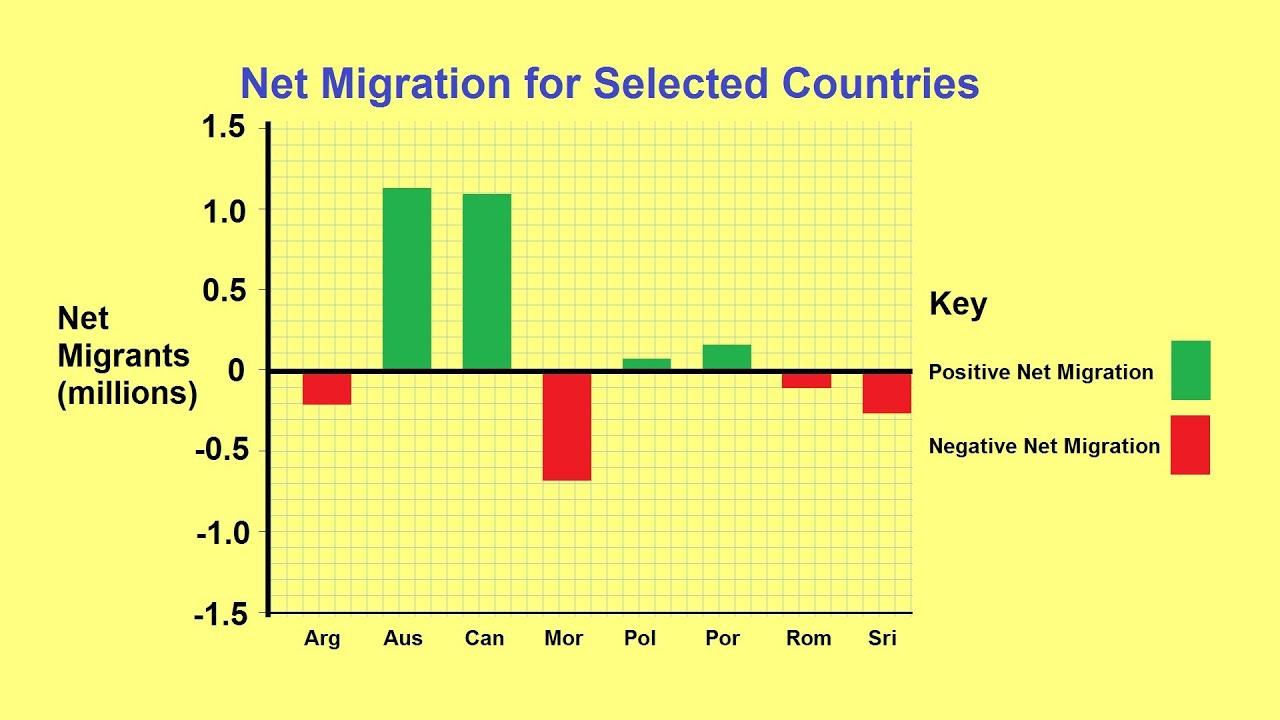 Net Migration for Selected Countries
1.5
1.0
0.5
0
-0.5
-1.0
-1.5
Net
Migrants
(millions)
Arg Aus Can Mor Pol Por Rom Sri
Key
Positive Net Migration
Negative Net Migration